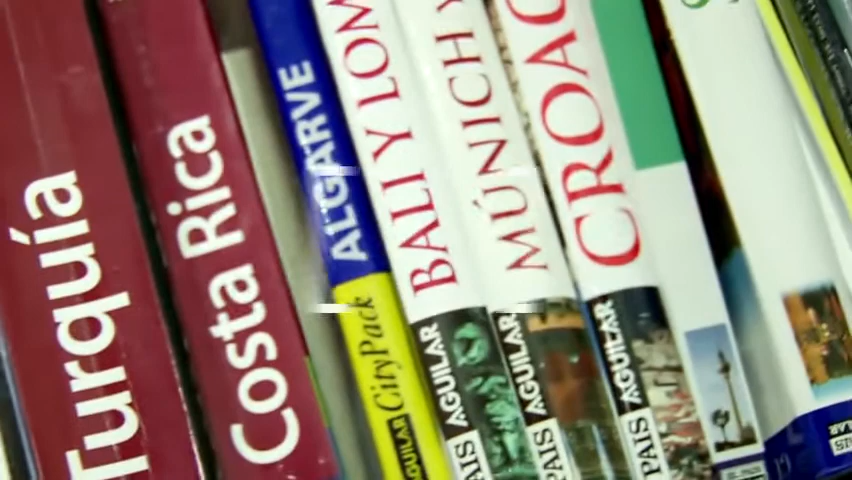 Turquía
Costa Rica
ALGARVE
CityPack
AGUILAR
BALI Y LOM
AGUILAR
PAIS
MÚNICH Y
AGUILAR
PAIS
CROAC
AGUILAR
PAIS